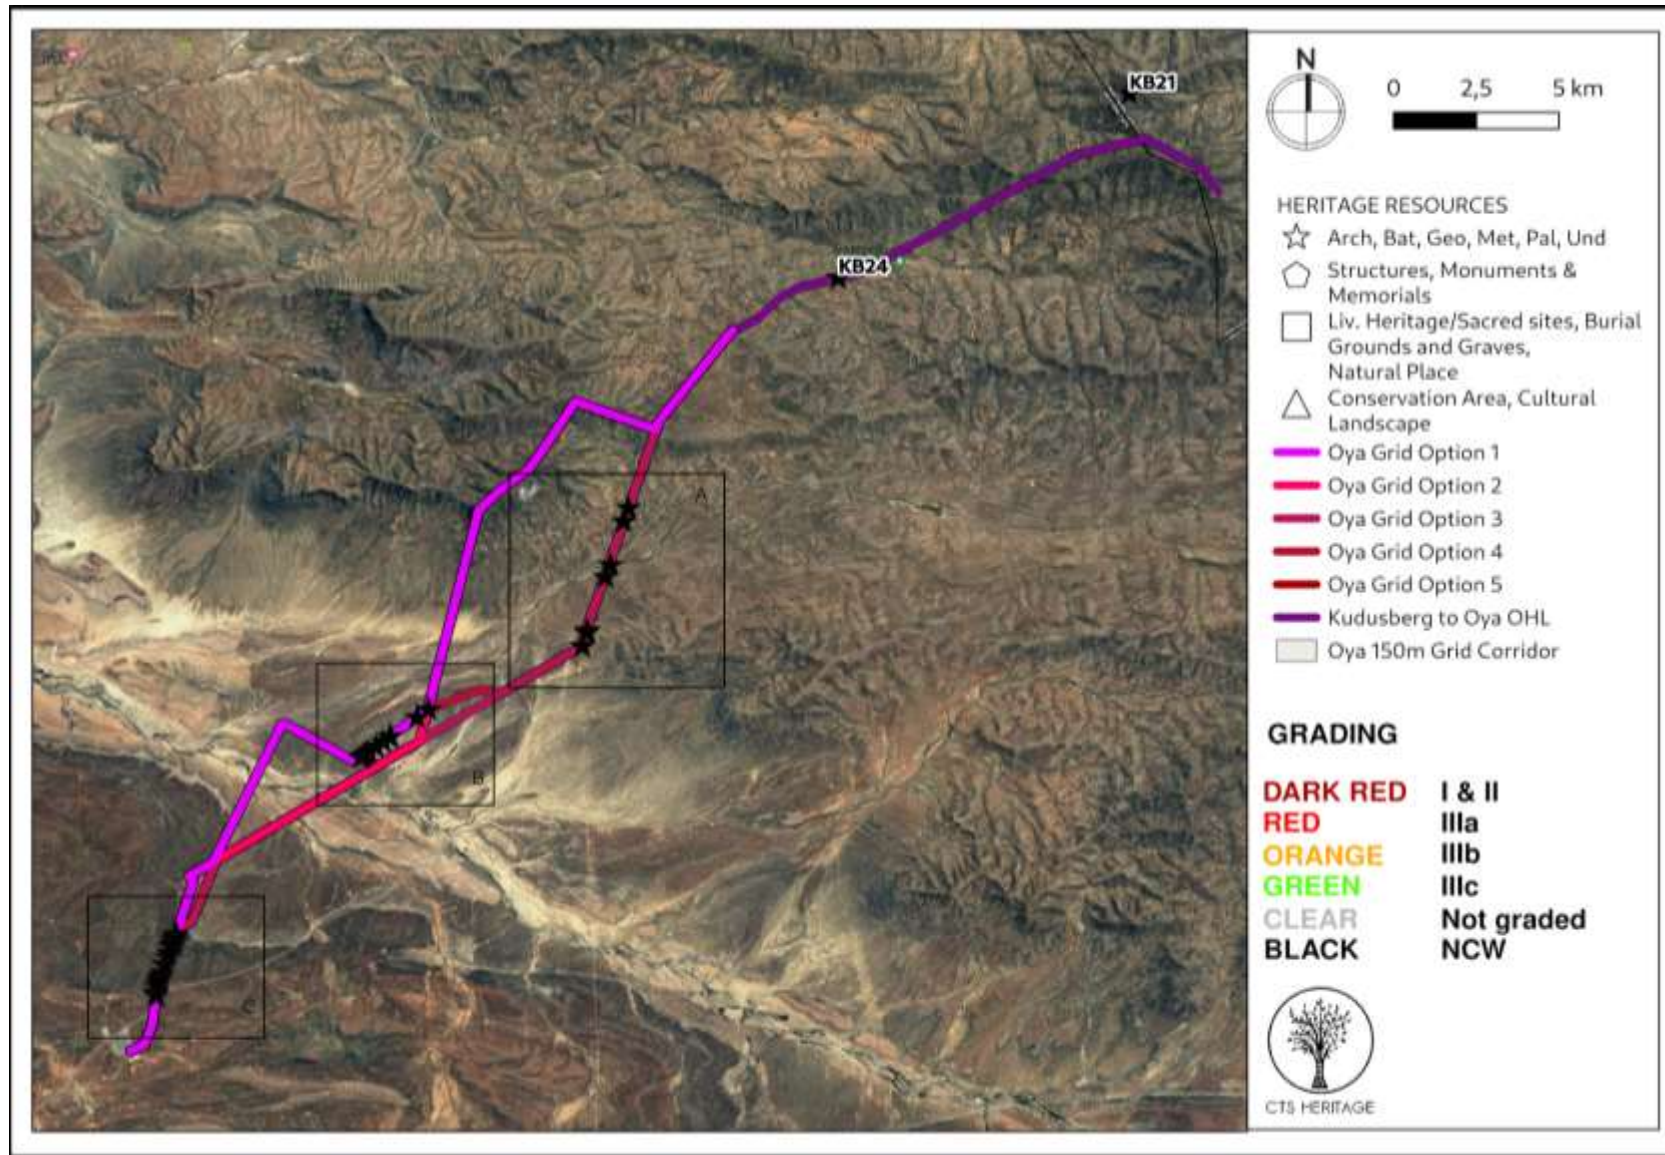 KB21
KB24
A
B
C
N
0 2,5 5 km
HERITAGE RESOURCES
Arch, Bat, Geo, Met, Pal, Und
Structures, Monuments &
Memorials
Liv. Heritage/Sacred sites, Burial
Grounds and Graves,
Natural Place
Conservation Area, Cultural
Landscape
Oya Grid Option 1
Oya Grid Option 2
Oya Grid Option 3
Oya Grid Option 4
Oya Grid Option 5
Kudusberg to Oya OHL
Oya 150m Grid Corridor
GRADING
DARK RED I & II
RED IIIa
ORANGE IIIb
GREEN IIIc
CLEAR Not graded
BLACK NCW
CTS HERITAGE